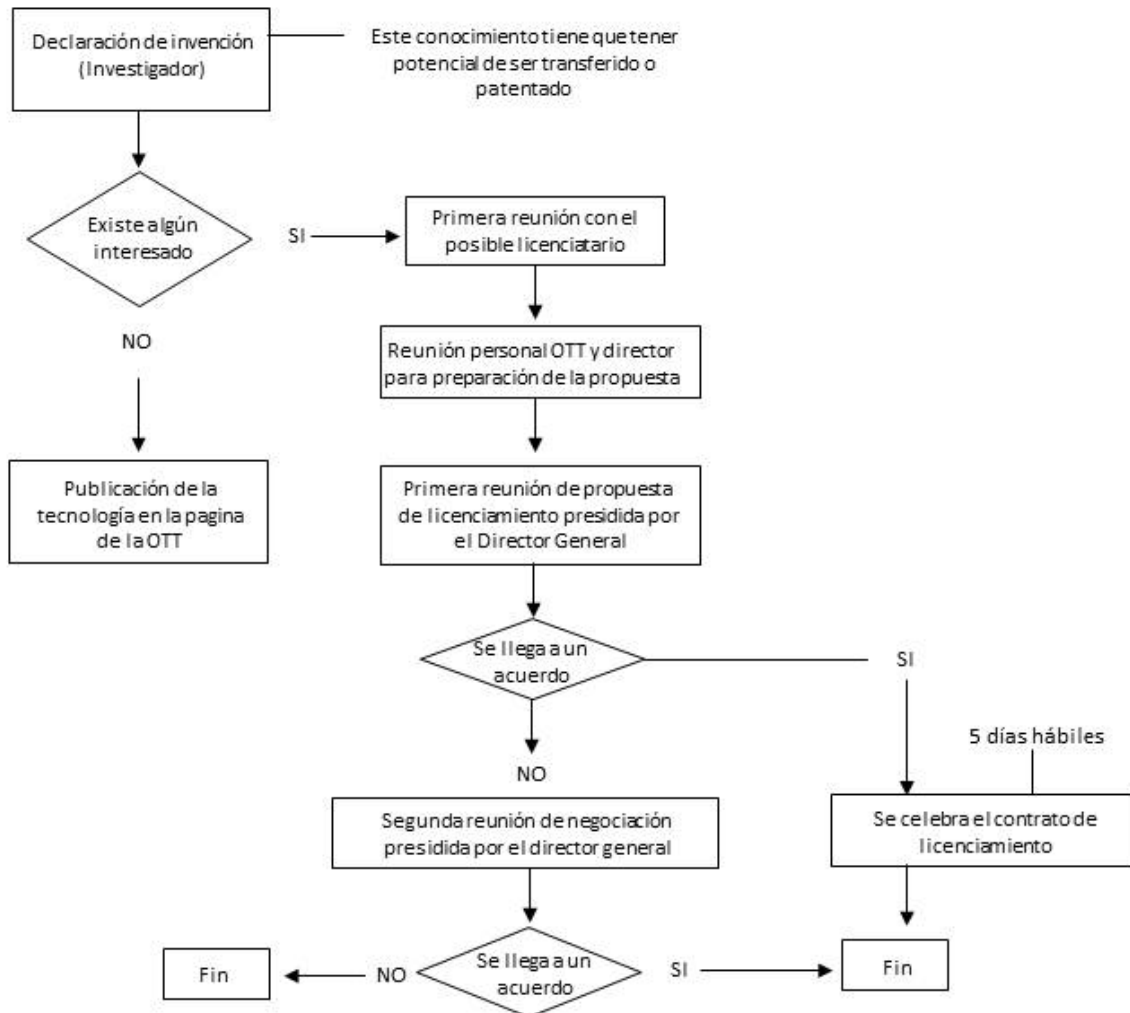 Declaración de invención
(Investigador)
Este conocimiento tiene que tener
potencial de ser transferido o
patentado
Existe algún
interesado
SI
Primera reunión con el
posible licenciatario
NO
Reunión personal OTT y director
para preparación de la propuesta
Publicación de la
tecnología en la pagina
de la OTT
Primera reunión de propuesta
de licenciamiento presidida por
el Director General
Se llega a un
acuerdo
SI
NO
5 días hábiles
Segunda reunión de negociación
presidida por el director general
Se celebra el contrato de
licenciamiento
Fin
NO
Se llega a un
acuerdo
SI
Fin